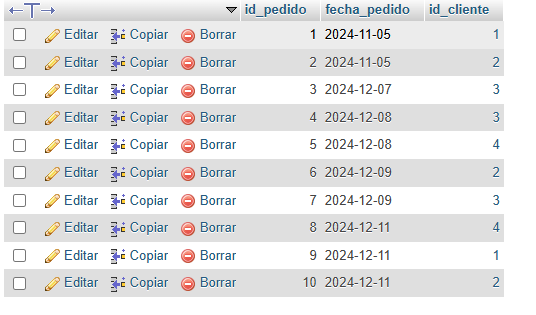 id_pedido fecha_pedido id_cliente
Editar Copiar Borrar 1 2024-11-05 1
Editar Copiar Borrar 2 2024-11-05 2
Editar Copiar Borrar 3 2024-12-07 3
Editar Copiar Borrar 4 2024-12-08 3
Editar Copiar Borrar 5 2024-12-08 4
Editar Copiar Borrar 6 2024-12-09 2
Editar Copiar Borrar 7 2024-12-09 3
Editar Copiar Borrar 8 2024-12-11 4
Editar Copiar Borrar 9 2024-12-11 1
Editar Copiar Borrar 10 2024-12-11 2